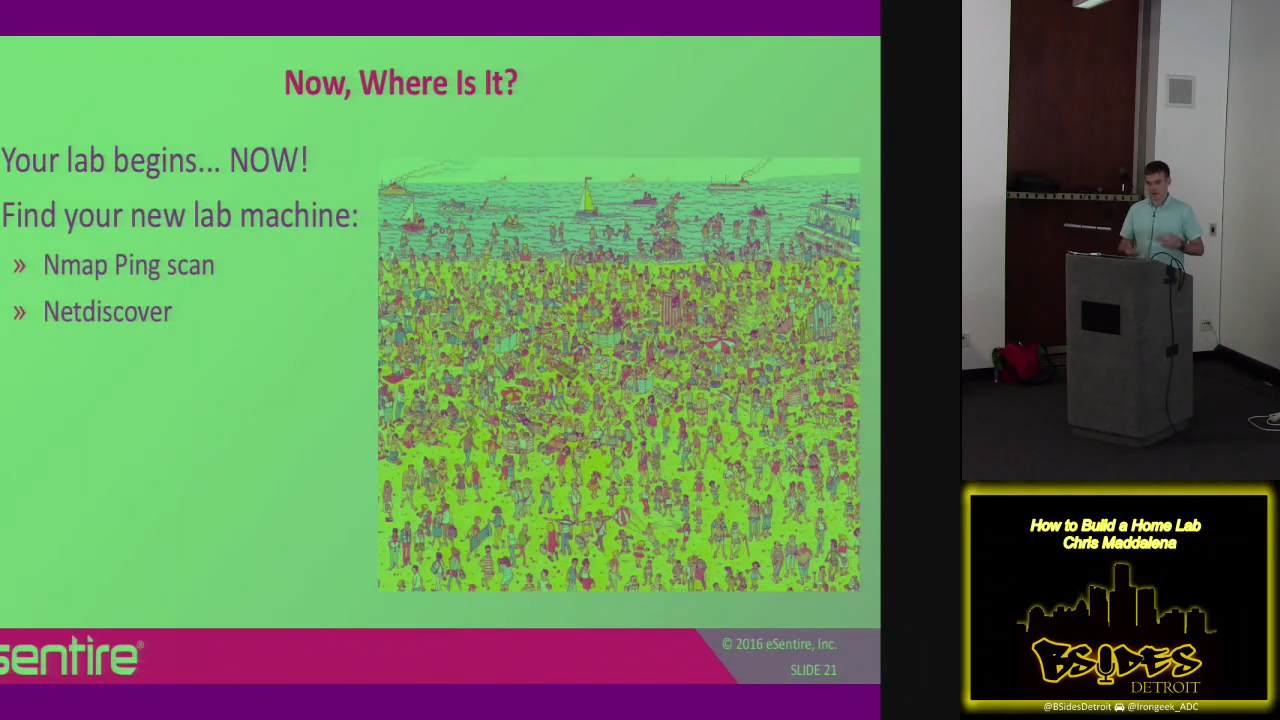 Now, Where Is It?
Your lab begins... NOW!
Find your new lab machine:
» Nmap Ping scan
» Netdiscover
sentire®
© 2016 eSentire, Inc.
SLIDE 21
How to Build a Home Lab
Chris Maddalena
BSIDES
DETROIT
@BSidesDetroit @Irongeek_ADC